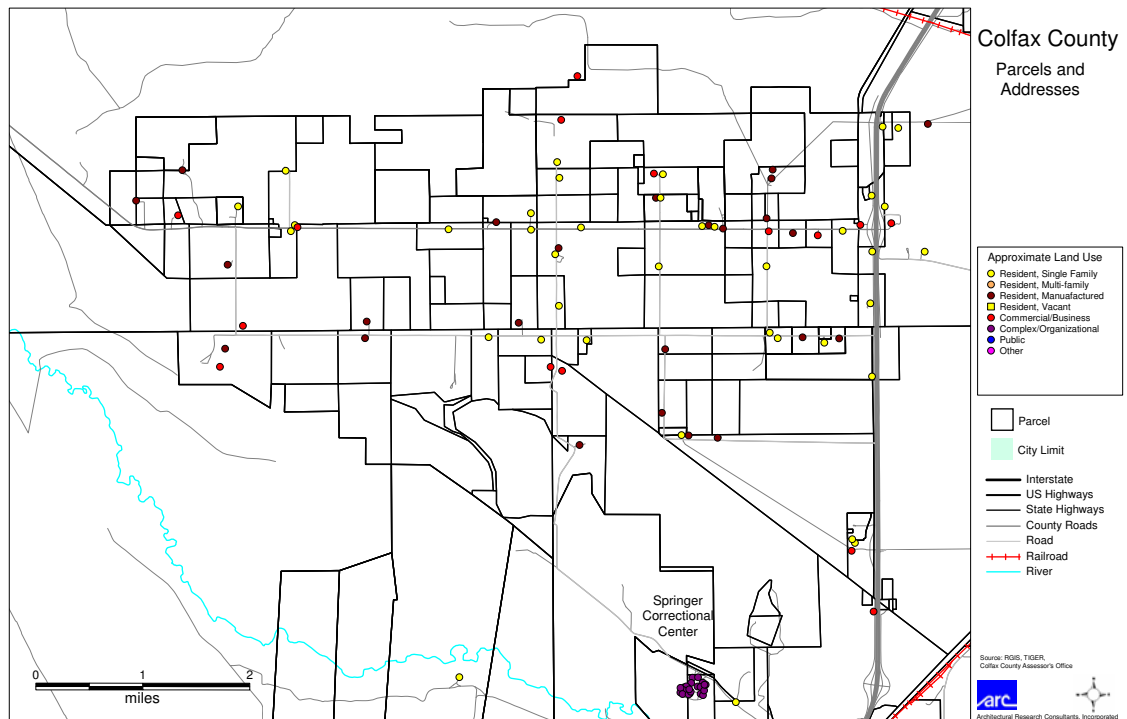 Colfax County
Parcels and
Addresses
Approximate Land Use
Resident, Single Family
Resident, Multi-family
Resident, Manuafactured
Resident, Vacant
Commercial/Business
Complex/Organizational
Public
Other
Parcel
City Limit
Interstate
US Highways
State Highways
County Roads
Road
Railroad
River
Springer
Correctional
Center
0 1 2
miles
Source: RGIS, TIGER,
Colfax County Assessor's Office
arc
Architectural Research Consultants, Incorporated